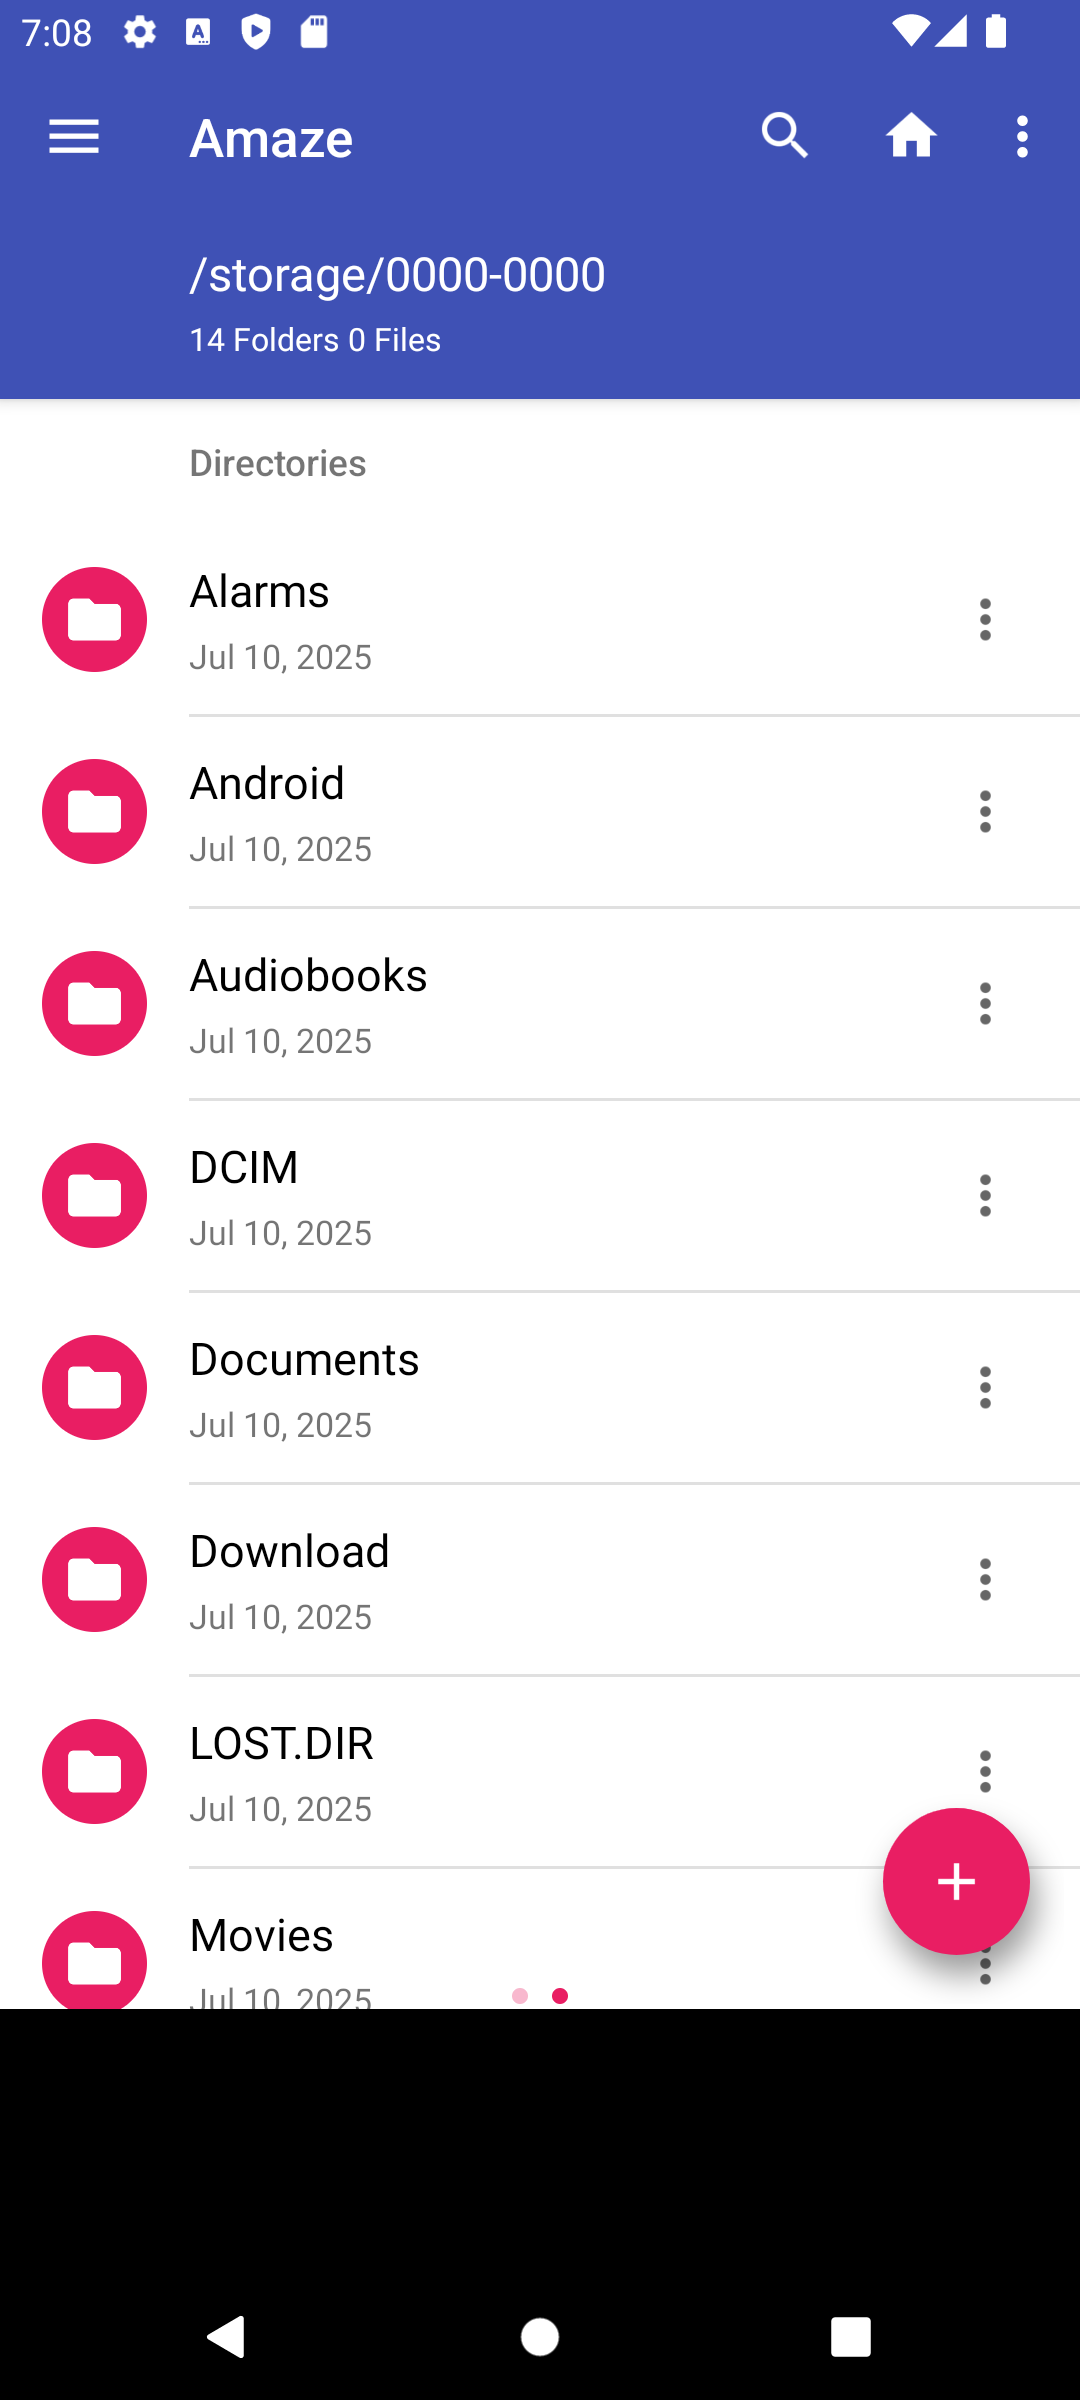 7:08
Amaze
/storage/0000-0000
14 Folders 0 Files
Directories
Alarms
Jul 10, 2025
Android
Jul 10, 2025
Audiobooks
Jul 10, 2025
DCIM
Jul 10, 2025
Documents
Jul 10, 2025
Download
Jul 10, 2025
LOST.DIR
Jul 10, 2025
Movies
Jul 10, 2025